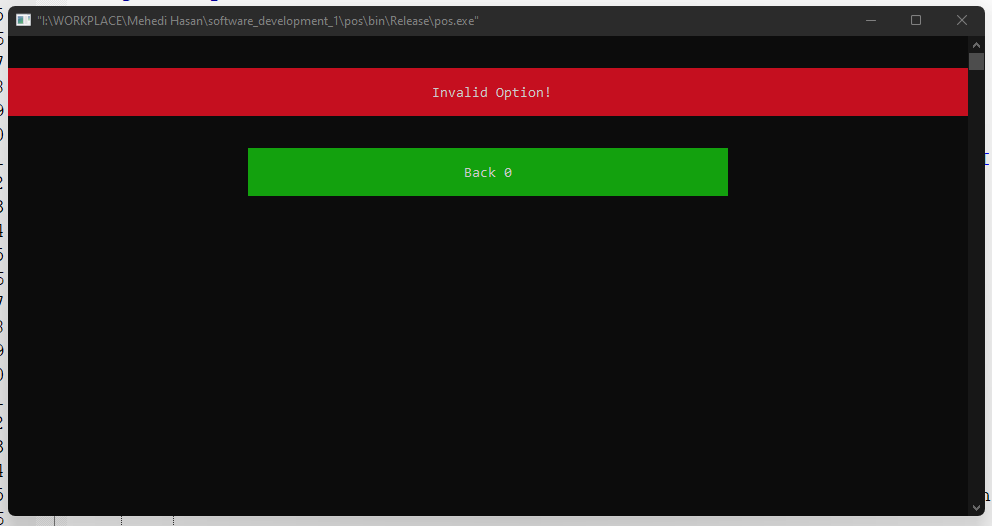 "I:\WORKPLACE\Mehedi Hasan\software_development_1\pos\bin\Release\pos.exe"
Invalid Option!
Back 0